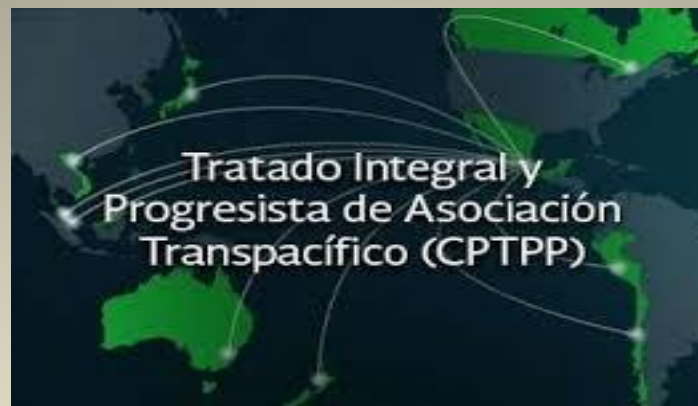 Tratado Integral y
Progresista de Asociación
Transpacífico (CPTPP)